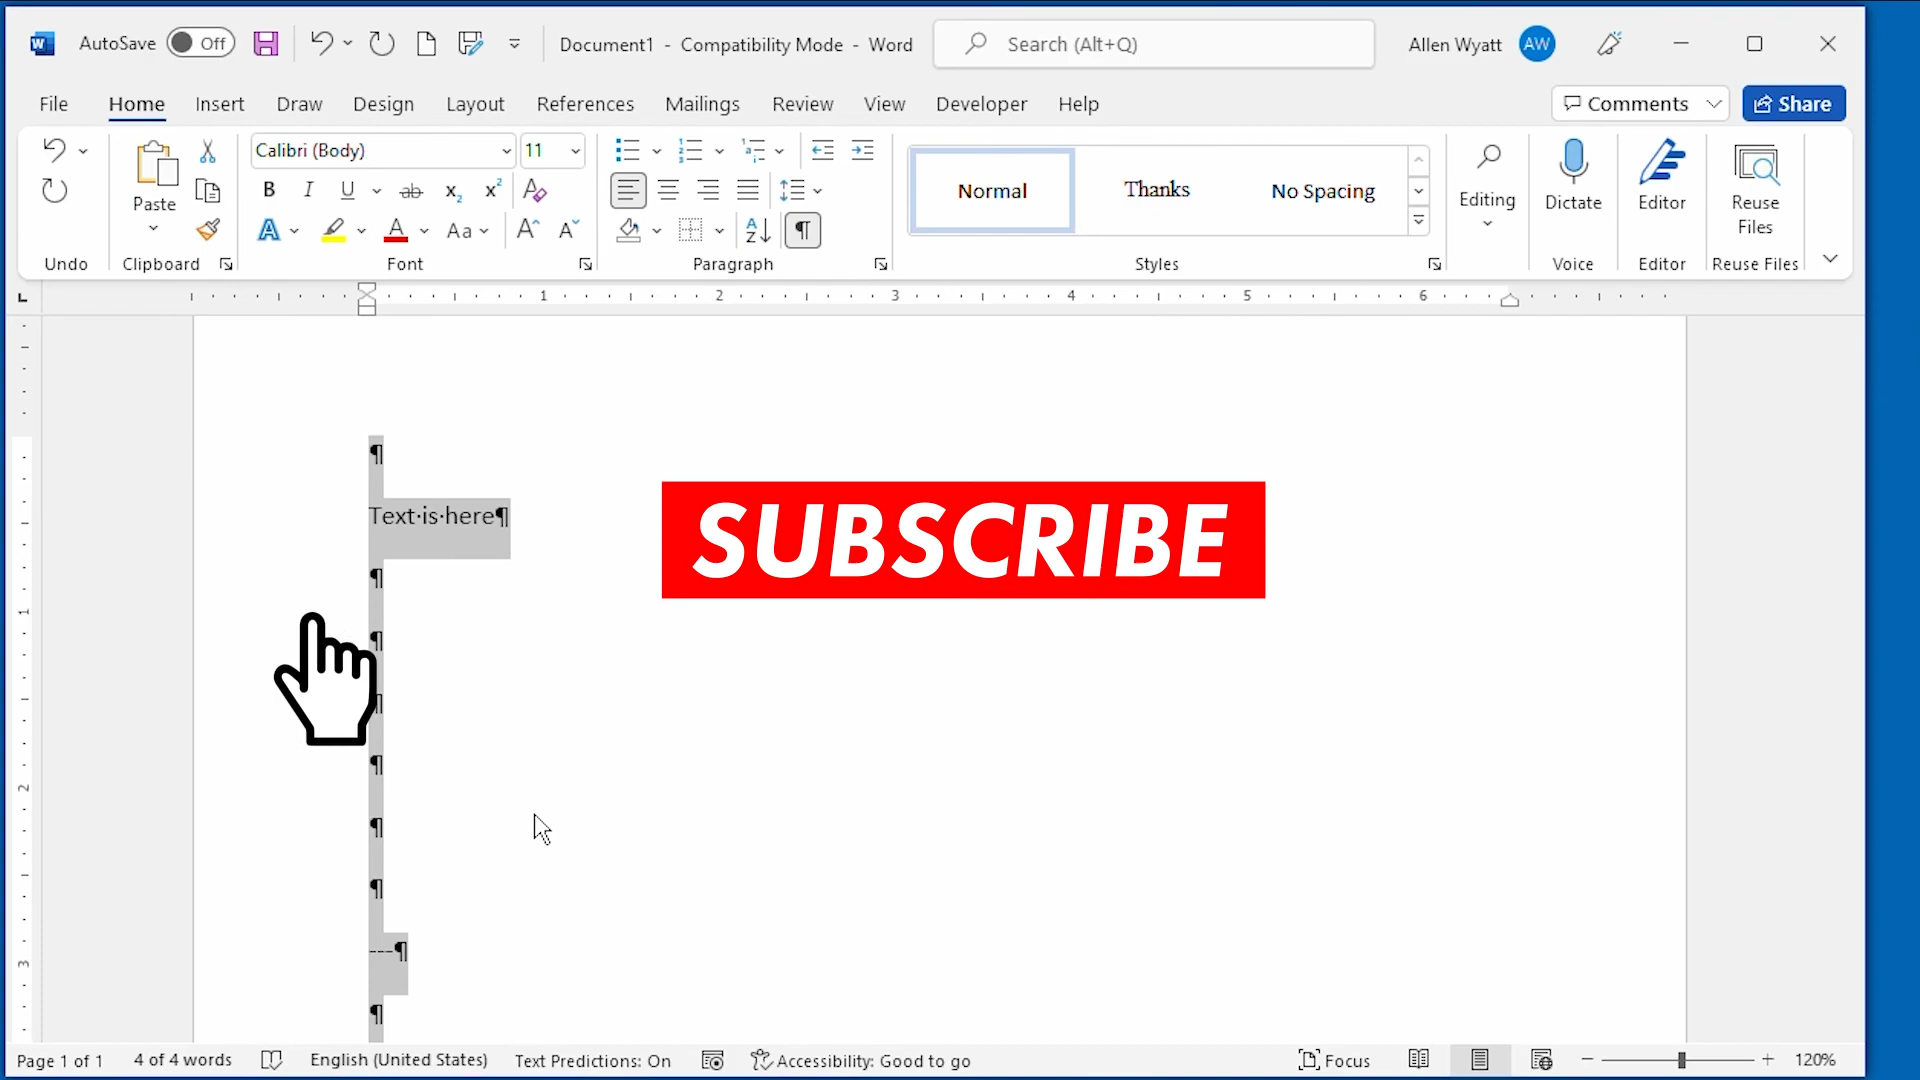 AutoSave Off Document1 - Compatibility Mode - Word Search (Alt+Q) Allen Wyatt AW
File Home Insert Draw Design Layout References Mailings Review View Developer Help Comments Share
Calibri (Body) 11
Paste
Normal Thanks No Spacing
Editing Dictate Editor Reuse Files
Undo Clipboard Font Paragraph Styles Voice Editor Reuse Files
1 2 3 4 5 6
¶
Text·is·here¶
SUBSCRIBE
¶
1
¶
¶
¶
2
¶
¶
---¶
3
¶
Page 1 of 1 4 of 4 words English (United States) Text Predictions: On Accessibility: Good to go Focus 120%